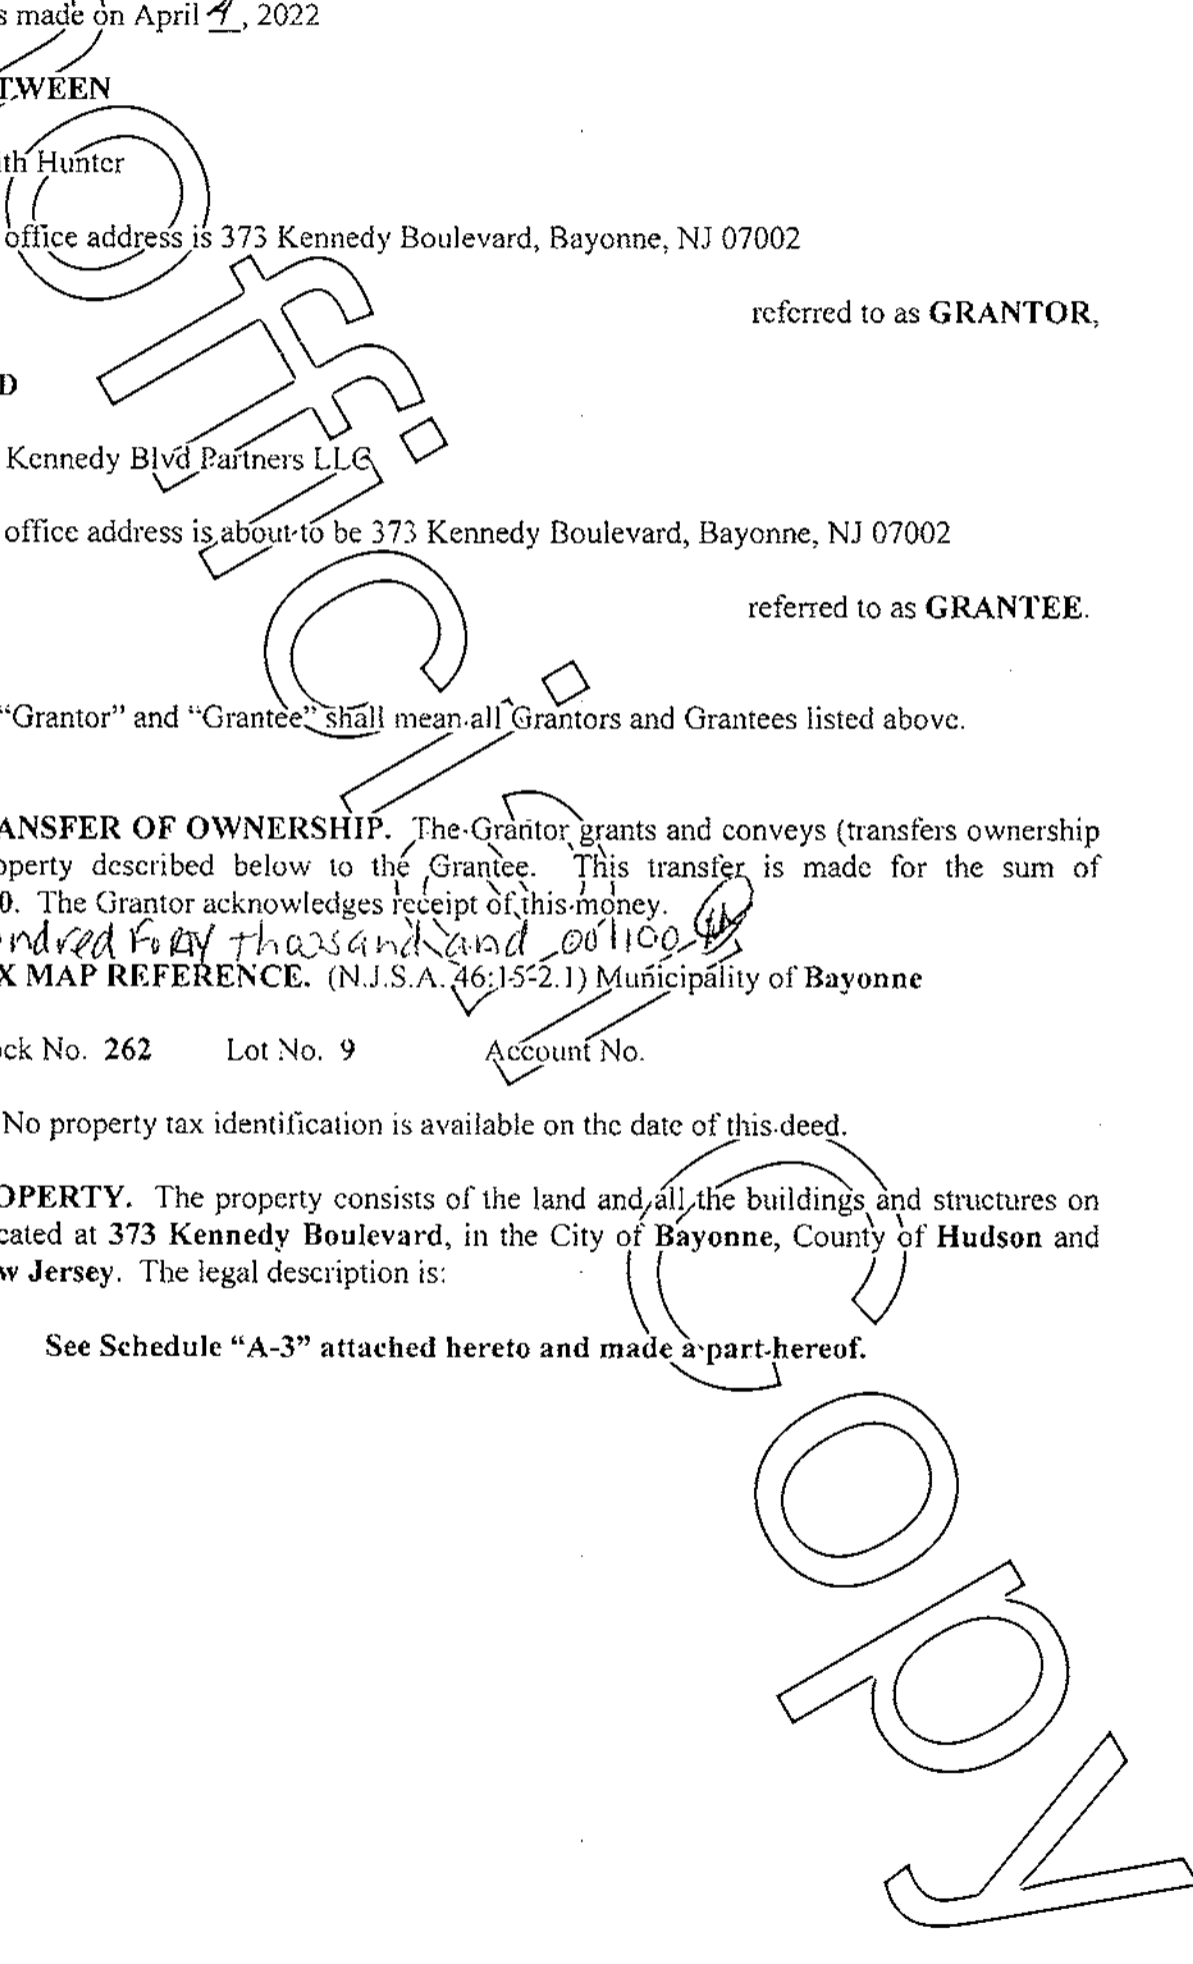 s made on April 4, 2022
TWEEN
ith Hunter
office address is 373 Kennedy Boulevard, Bayonne, NJ 07002
referred to as GRANTOR,
D
Kennedy Blvd Partners LLC
office address is about to be 373 Kennedy Boulevard, Bayonne, NJ 07002
referred to as GRANTEE.
“Grantor” and “Grantee” shall mean all Grantors and Grantees listed above.
ANSFER OF OWNERSHIP. The Grantor grants and conveys (transfers ownership
operty described below to the Grantee. This transfer is made for the sum of
0. The Grantor acknowledges receipt of this money.
ndred thousand and 00/100
X MAP REFERENCE. (N.J.S.A. 46:15-2.1) Municipality of Bayonne
ock No. 262 Lot No. 9 Account No.
No property tax identification is available on the date of this deed.
OPERTY. The property consists of the land and all the buildings and structures on
cated at 373 Kennedy Boulevard, in the City of Bayonne, County of Hudson and
w Jersey. The legal description is:
See Schedule “A-3” attached hereto and made a part hereof.
Official Copy